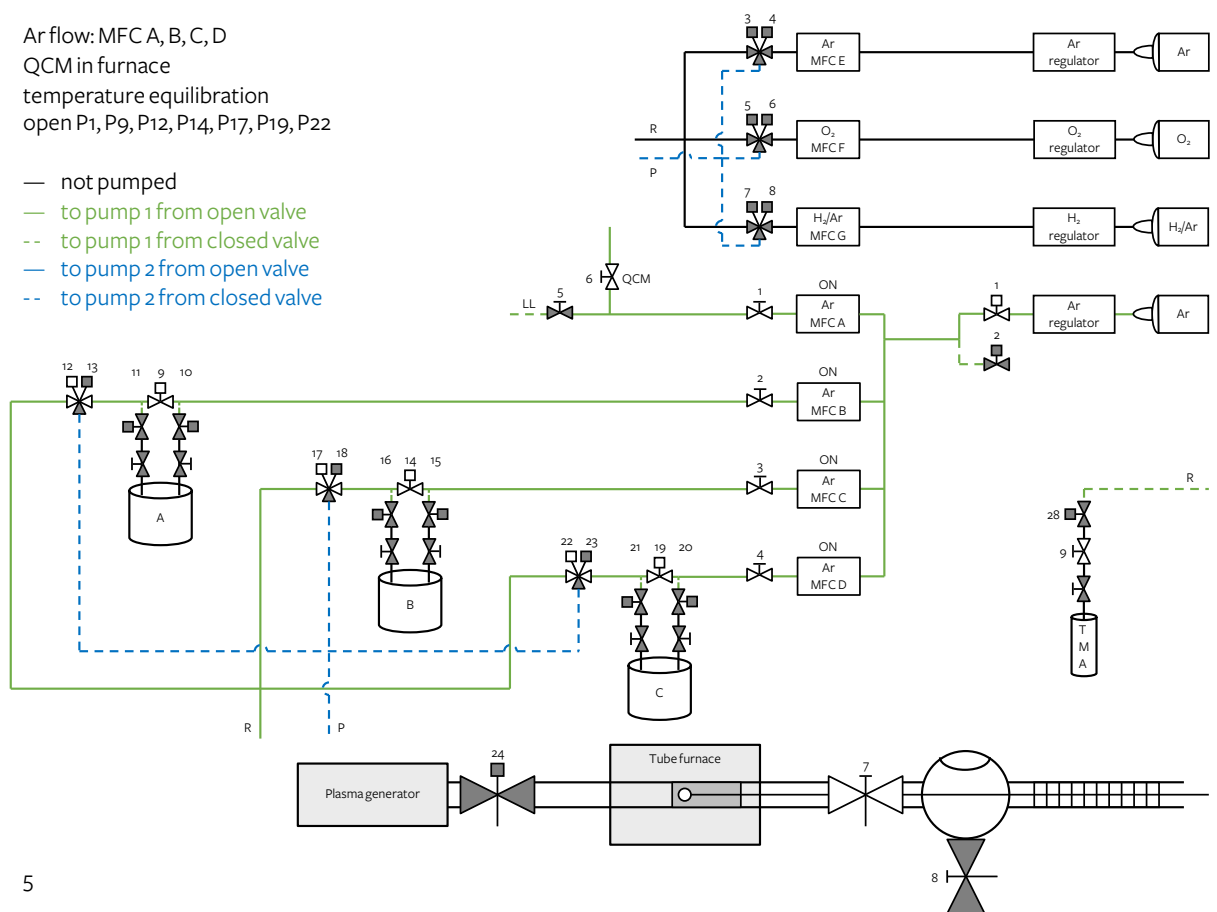 Ar flow: MFC A, B, C, D
QCM in furnace
temperature equilibration
open P1, P9, P12, P14, P17, P19, P22
— not pumped
— to pump 1 from open valve
-- to pump 1 from closed valve
— to pump 2 from open valve
-- to pump 2 from closed valve
3 4
Ar
MFC E
Ar
regulator
Ar
5 6
R
P
O₂
MFC F
O₂
regulator
O₂
7 8
H₂/Ar
MFC G
H₂
regulator
H₂/Ar
6 QCM
LL 5
1
ON
Ar
MFC A
1
Ar
regulator
Ar
2
12 13 11 9 10
2
ON
Ar
MFC B
A
17 18 16 14 15
3
ON
Ar
MFC C
B
22 23 21 19 20
4
ON
Ar
MFC D
C
R
28
9
T
M
A
R P
Plasma generator
24
Tube furnace
7
8
5